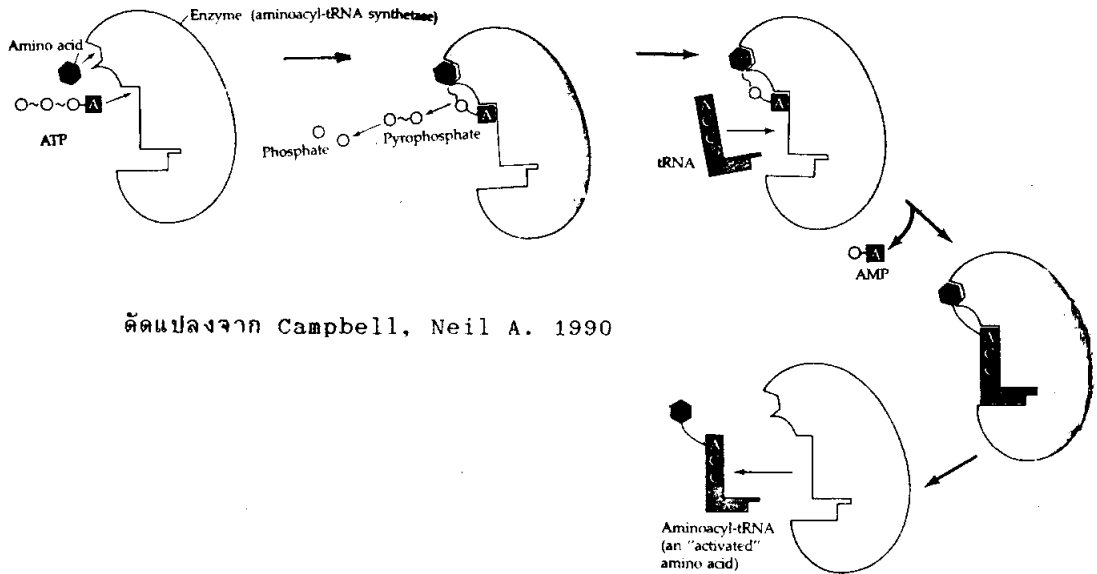 Enzyme (aminoacyl-tRNA synthetase)
Amino acid
A
ATP
Phosphate
Pyrophosphate
A
A
C
C
tRNA
A
A
AMP
A
C
C
ดัดแปลงจาก Campbell, Neil A. 1990
A
C
C
Aminoacyl-tRNA
(an "activated"
amino acid)